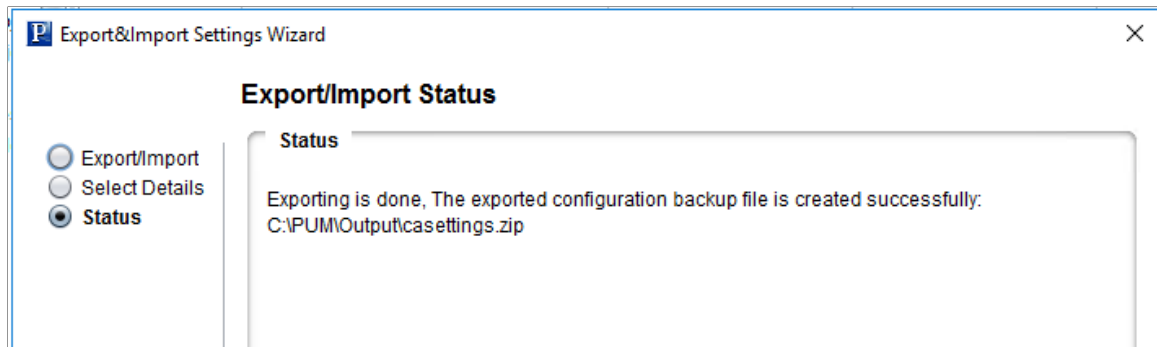 Export&Import Settings Wizard
Export/Import Status
Status
Export/Import
Select Details
Status
Exporting is done, The exported configuration backup file is created successfully:
C:\PUM\Output\casettings.zip